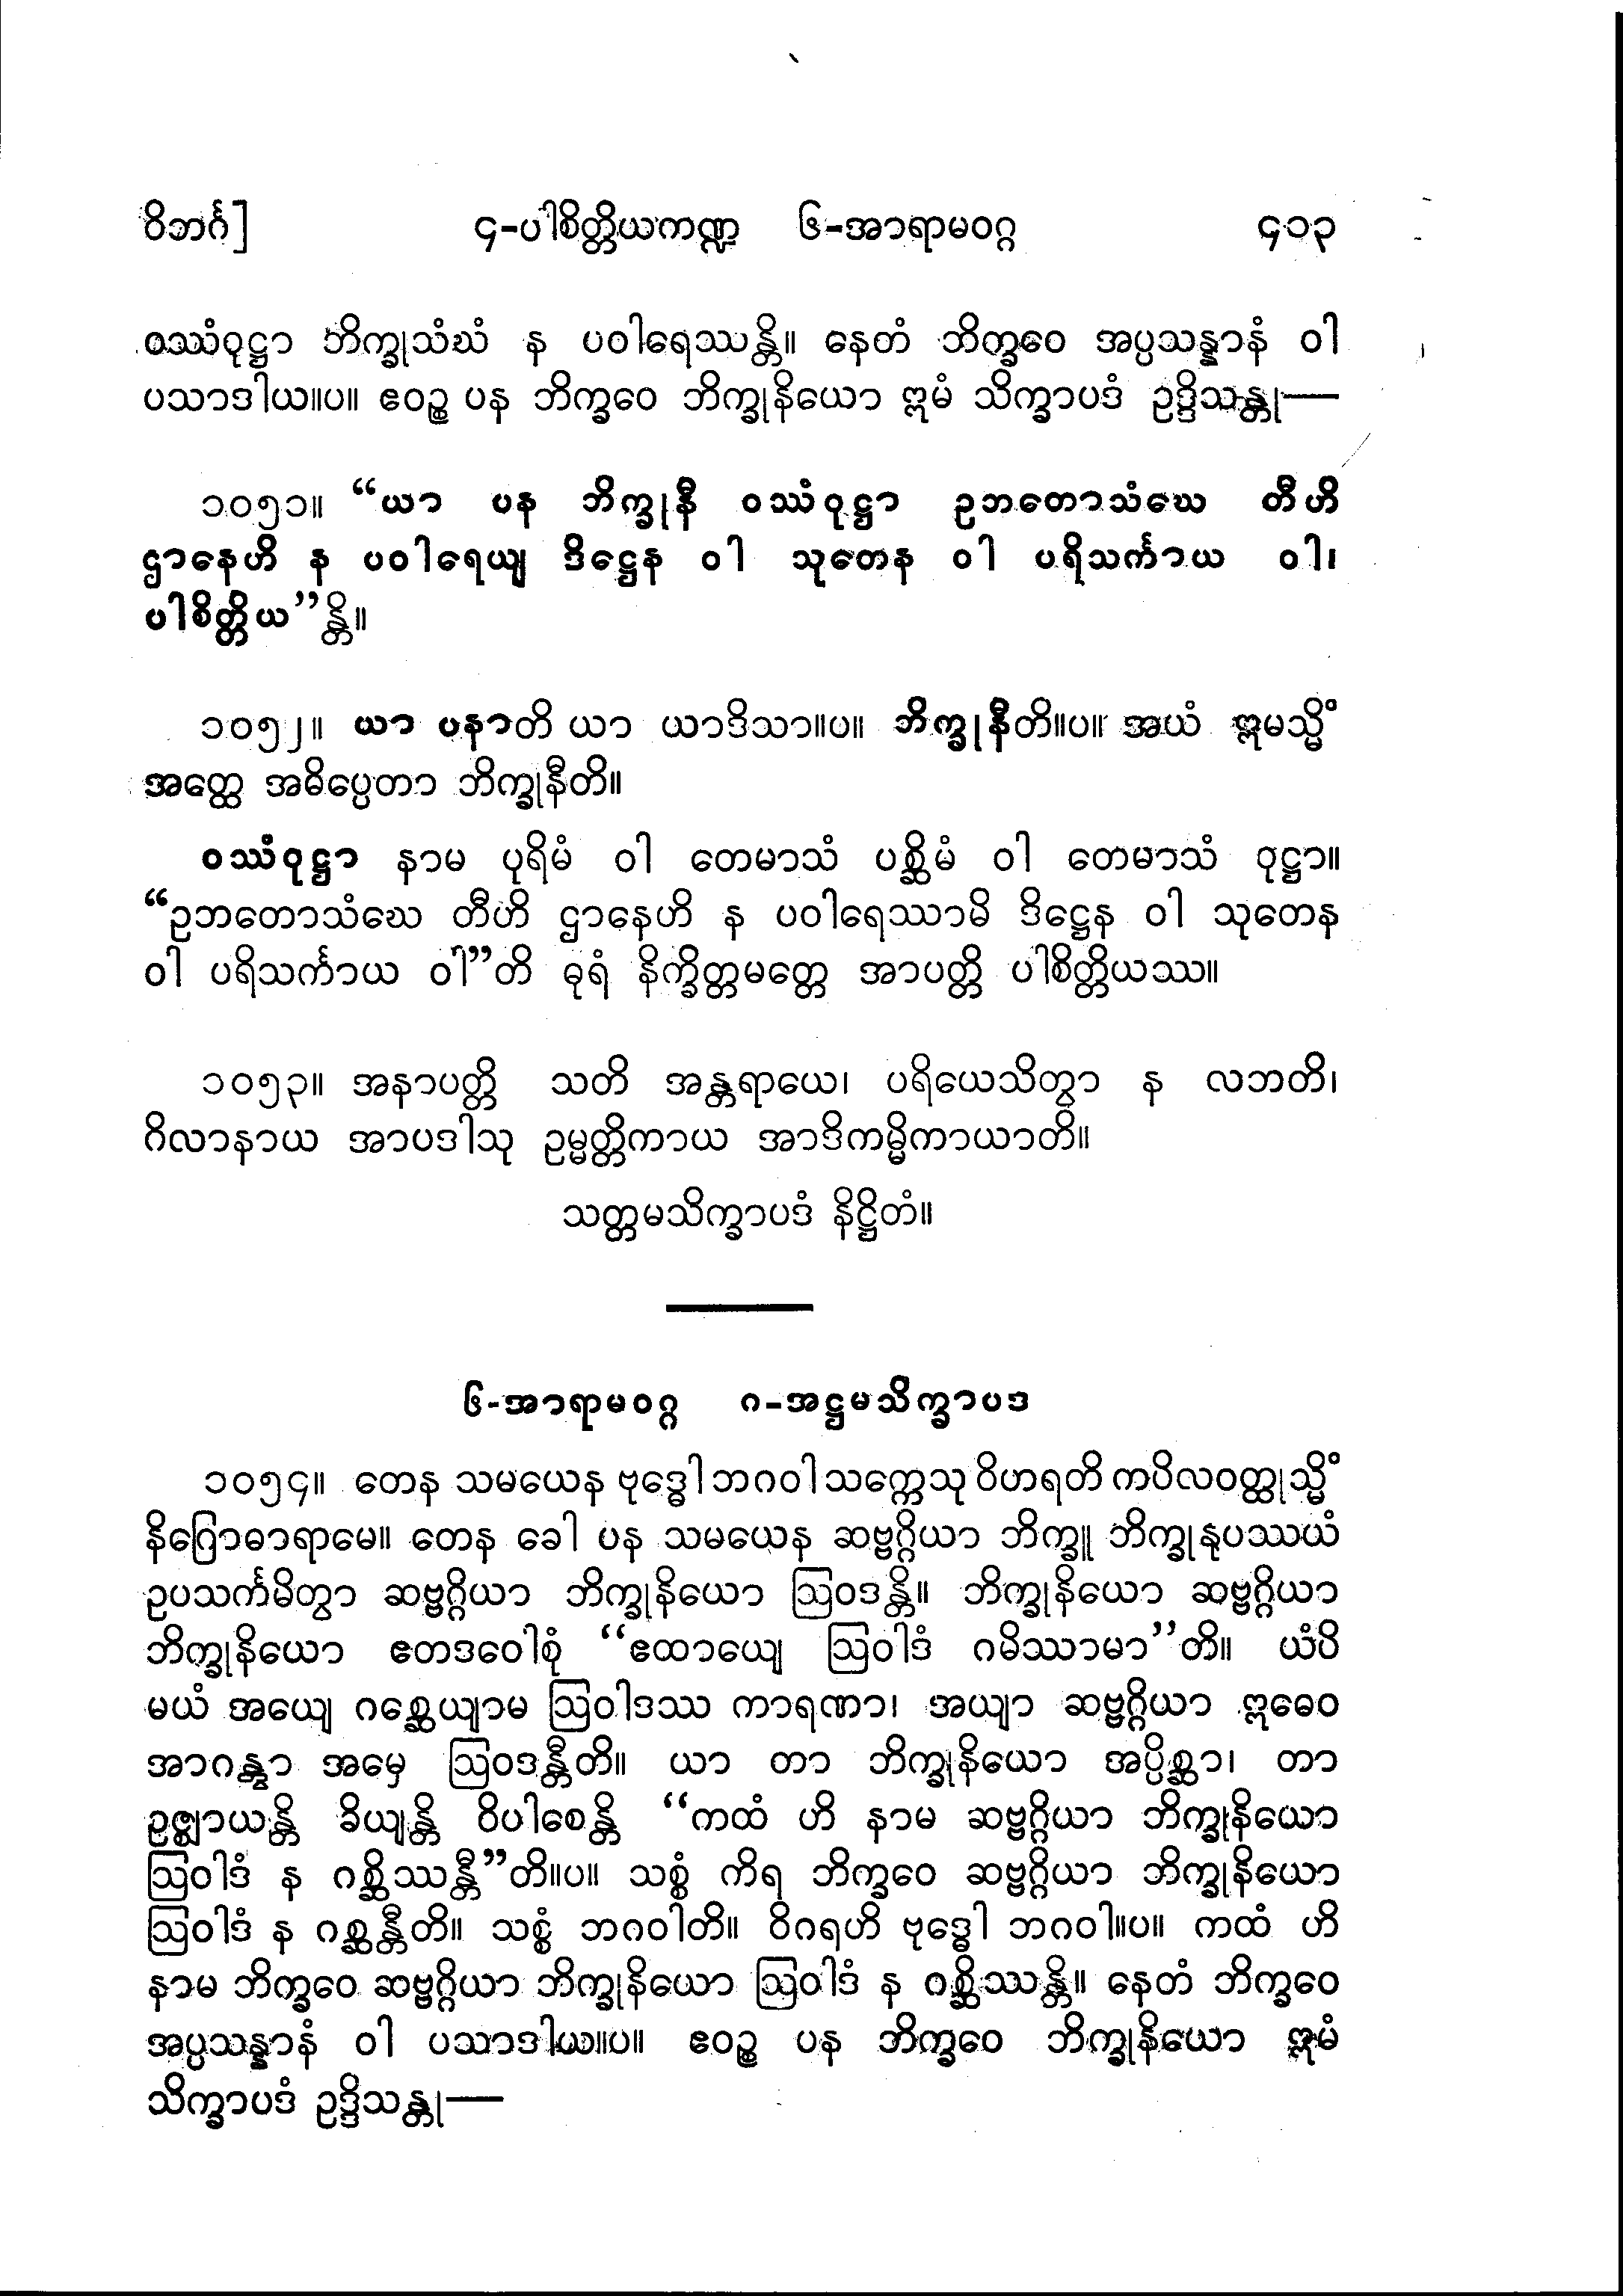 ဝိဘင်္ဂ] ၄-ပါစိတ္တိယကဏ္ဍ ၆-အာရာမဝဂ္ဂ ၄၁၃
ဝဿံဝုဋ္ဌာ ဘိက္ခုသံဃံ န ပဝါရေဿန္တိ။ နေတံ ဘိက္ခဝေ အပ္ပသန္နာနံ ဝါ
ပသာဒါယ။ပ။ ဧဝဉ္စ ပန ဘိက္ခဝေ ဘိက္ခုနိယော ဣမံ သိက္ခာပဒံ ဥဒ္ဒိသန္တု—
၁၀၅၁။ “ယာ ပန ဘိက္ခုနီ ဝဿံဝုဋ္ဌာ ဥဘတောသံဃေ တီဟိ
ဌာနေဟိ န ပဝါရေယျ ဒိဋ္ဌေန ဝါ သုတေန ဝါ ပရိသင်္ကာယ ဝါ၊
ပါစိတ္တိယ”န္တိ။
၁၀၅၂။ ယာ ပနာတိ ယာ ယာဒိသာ။ပ။ ဘိက္ခုနီတိ။ပ။ အယံ ဣမသ္မိံ
အတ္ထေ အဓိပ္ပေတာ ဘိက္ခုနီတိ။
ဝဿံဝုဋ္ဌာ နာမ ပုရိမံ ဝါ တေမာသံ ပစ္ဆိမံ ဝါ တေမာသံ ဝုဋ္ဌာ။
“ဥဘတောသံဃေ တီဟိ ဌာနေဟိ န ပဝါရေဿာမိ ဒိဋ္ဌေန ဝါ သုတေန
ဝါ ပရိသင်္ကာယ ဝါ”တိ ဓုရံ နိက္ခိတ္တမတ္တေ အာပတ္တိ ပါစိတ္တိယဿ။
၁၀၅၃။ အနာပတ္တိ သတိ အန္တရာယေ၊ ပရိယေသိတွာ န လဘတိ၊
ဂိလာနာယ အာပဒါသု ဥမ္မတ္တိကာယ အာဒိကမ္မိကာယာတိ။
သတ္တမသိက္ခာပဒံ နိဋ္ဌိတံ။
၆-အာရာမဝဂ္ဂ ၈-အဋ္ဌမသိက္ခာပဒ
၁၀၅၄။ တေန သမယေန ဗုဒ္ဓေါ ဘဂဝါ သက္ကေသု ဝိဟရတိ ကပိလဝတ္ထုသ္မိံ
နိဂြောဓာရာမေ။ တေန ခေါ ပန သမယေန ဆဗ္ဗဂ္ဂိယာ ဘိက္ခူ ဘိက္ခုနုပဿယံ
ဥပသင်္ကမိတွာ ဆဗ္ဗဂ္ဂိယာ ဘိက္ခုနိယော ဩဝဒန္တိ။ ဘိက္ခုနိယော ဆဗ္ဗဂ္ဂိယာ
ဘိက္ခုနိယော ဧတဒဝေါစုံ “ဧထာယျေ ဩဝါဒံ ဂမိဿာမာ”တိ။ ယံပိ
မယံ အယျေ ဂစ္ဆေယျာမ ဩဝါဒဿ ကာရဏာ၊ အယျာ ဆဗ္ဗဂ္ဂိယာ ဣဓေဝ
အာဂန္တွာ အမှေ ဩဝဒန္တီတိ။ ယာ တာ ဘိက္ခုနိယော အပ္ပိစ္ဆာ၊ တာ
ဥဇ္ဈာယန္တိ ခိယျန္တိ ဝိပါစေန္တိ “ကထံ ဟိ နာမ ဆဗ္ဗဂ္ဂိယာ ဘိက္ခုနိယော
ဩဝါဒံ န ဂစ္ဆိဿန္တီ”တိ။ပ။ သစ္စံ ကိရ ဘိက္ခဝေ ဆဗ္ဗဂ္ဂိယာ ဘိက္ခုနိယော
ဩဝါဒံ န ဂစ္ဆန္တီတိ။ သစ္စံ ဘဂဝါတိ။ ဝိဂရဟိ ဗုဒ္ဓေါ ဘဂဝါ။ပ။ ကထံ ဟိ
နာမ ဘိက္ခဝေ ဆဗ္ဗဂ္ဂိယာ ဘိက္ခုနိယော ဩဝါဒံ န ဂစ္ဆိဿန္တိ။ နေတံ ဘိက္ခဝေ
အပ္ပသန္နာနံ ဝါ ပသာဒါယ။ပ။ ဧဝဉ္စ ပန ဘိက္ခဝေ ဘိက္ခုနိယော ဣမံ
သိက္ခာပဒံ ဥဒ္ဒိသန္တု—